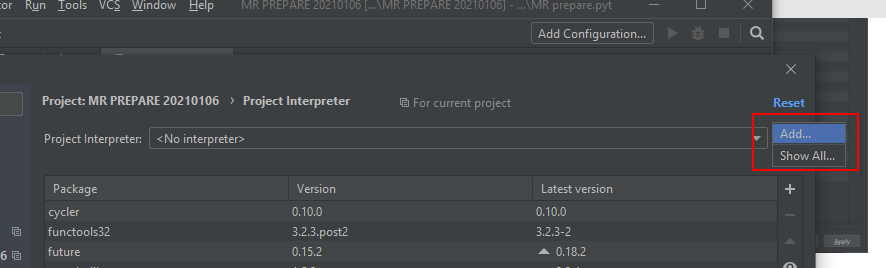 Run Tools VCS Window Help MR PREPARE 20210106 [...\MR PREPARE 20210106] - ...\MR prepare.pyt
Add Configuration...
Project: MR PREPARE 20210106 › Project Interpreter For current project Reset
Project Interpreter: <No interpreter> Add...
Show All...
Package Version Latest version
cycler 0.10.0 0.10.0
functools32 3.2.3.post2 3.2.3-2
future 0.15.2 0.18.2
Apply